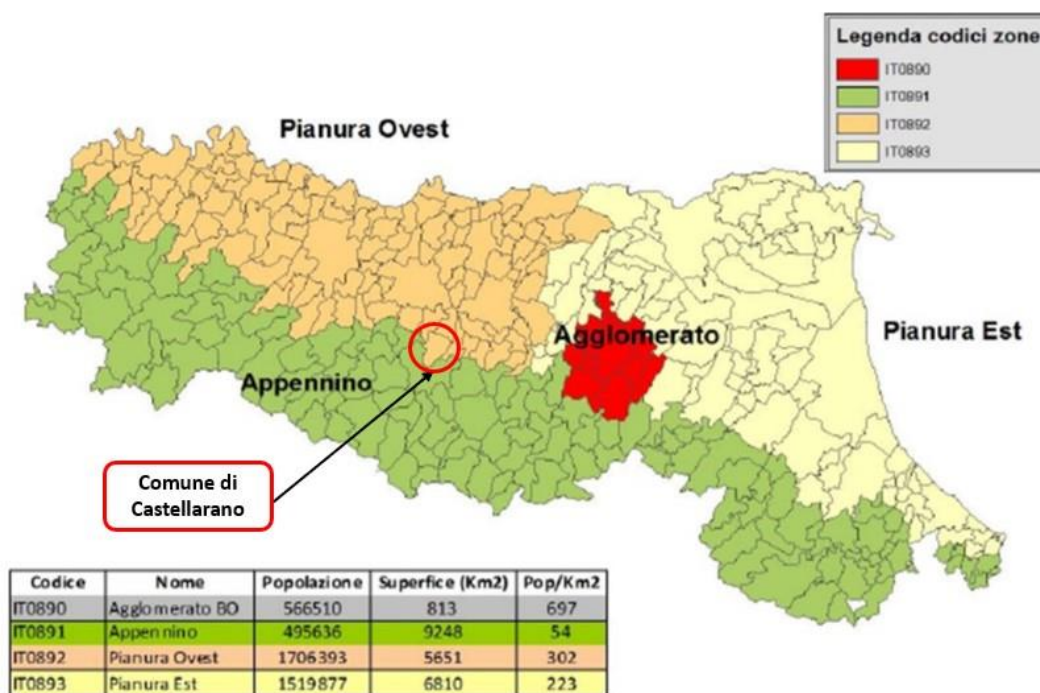 Legenda codici zone
IT0890
IT0891
IT0892
IT0893
Pianura Ovest
Agglomerato
Pianura Est
Appennino
Comune di
Castellarano
Codice Nome Popolazione Superfice (Km2) Pop/Km2
IT0890 Agglomerato BO 566510 813 697
IT0891 Appennino 495636 9248 54
IT0892 Pianura Ovest 1706393 5651 302
IT0893 Pianura Est 1519877 6810 223